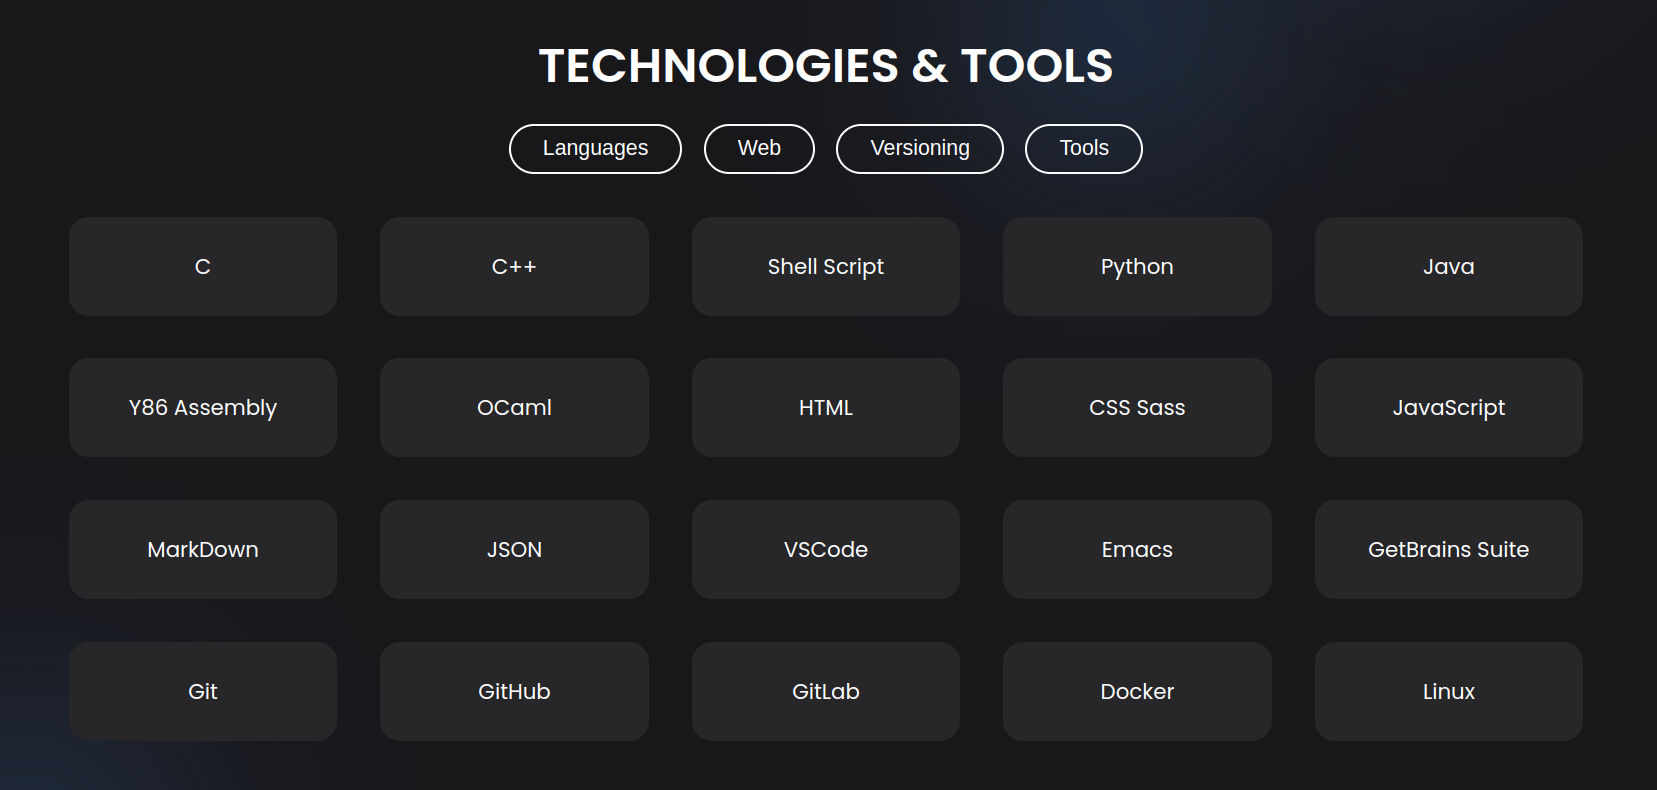 TECHNOLOGIES & TOOLS
Languages Web Versioning Tools
C C++ Shell Script Python Java
Y86 Assembly OCaml HTML CSS Sass JavaScript
MarkDown JSON VSCode Emacs GetBrains Suite
Git GitHub GitLab Docker Linux